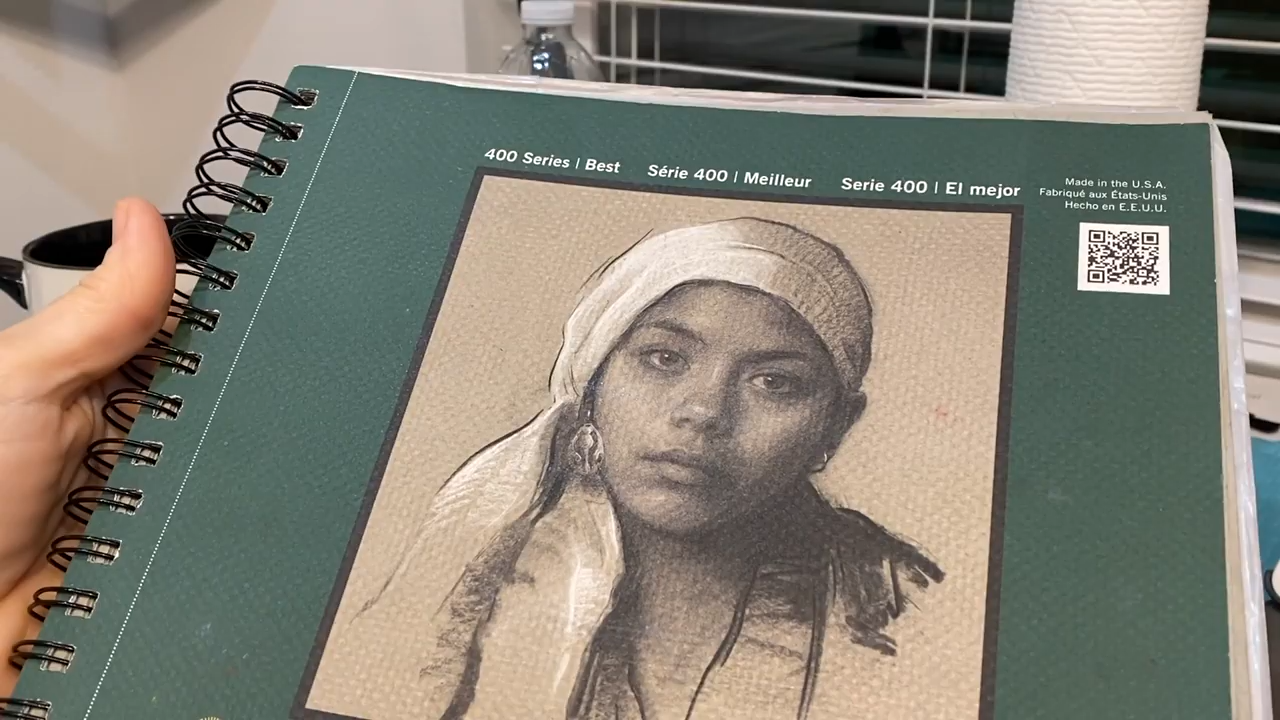 400 Series | Best Série 400 | Meilleur Serie 400 | El mejor
Made in the U.S.A.
Fabriqué aux États-Unis
Hecho en E.E.U.U.